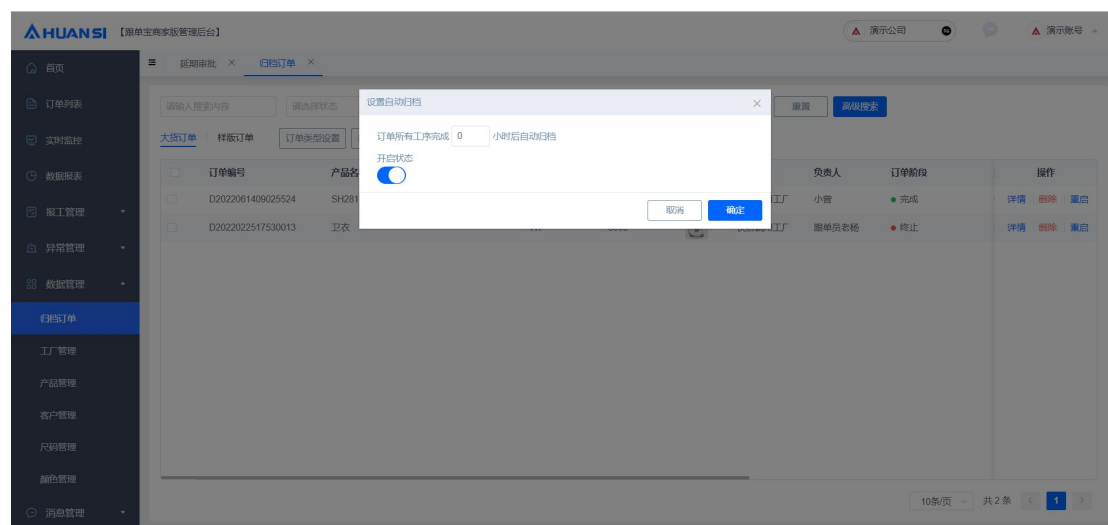 AHUANSI 【跟单宝商家版管理后台】 演示公司 演示账号
首页 延期审批 × 归档订单 ×
订单列表 请输入搜索内容 请选择状态 设置自动归档 × 重置 高级搜索
实时监控 大货订单 样版订单 订单类型设置 订单所有工序完成 0 小时后自动归档
开启状态
数据报表 订单编号 产品名 负责人 订单阶段 操作
报工管理 D2022061409025524 SH281 取消 确定 工厂 小曾 完成 详情 删除 重启
异常管理 D2022022517530013 卫衣 工厂 跟单员老杨 终止 详情 删除 重启
数据管理
归档订单
工厂管理
产品管理
客户管理
尺码管理
颜色管理
消息管理 10条/页 共 2 条 < 1 >